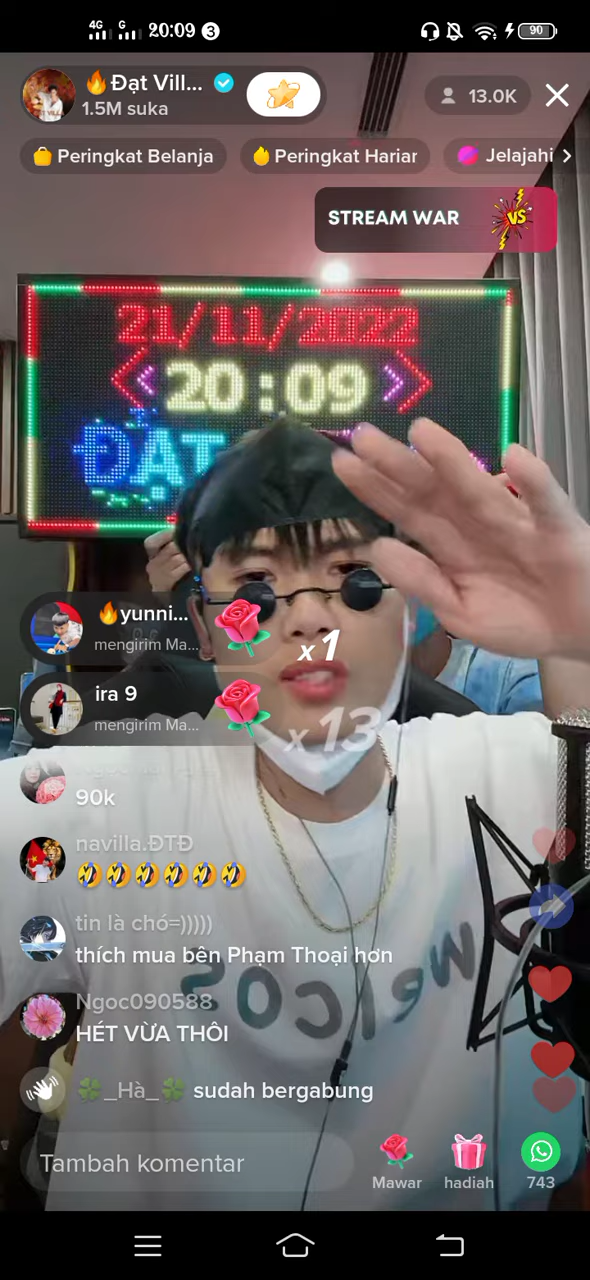 4G G 20:09 3 90
🔥Đạt Vill...
1.5M suka
13.0K
Peringkat Belanja
Peringkat Harian
Jelajahi
STREAM WAR VS
21/11/2022
20:09
ĐẠT
🔥yunni...
mengirim Ma...
x1
ira 9
mengirim Ma...
x13
90k
navilla.ĐTĐ
🤣🤣🤣🤣🤣🤣
tin là chó=)))))
thích mua bên Phạm Thoại hơn
Ngoc090588
HÉT VỪA THÔI
🍀_Hà_🍀 sudah bergabung
Tambah komentar
Mawar
hadiah
743